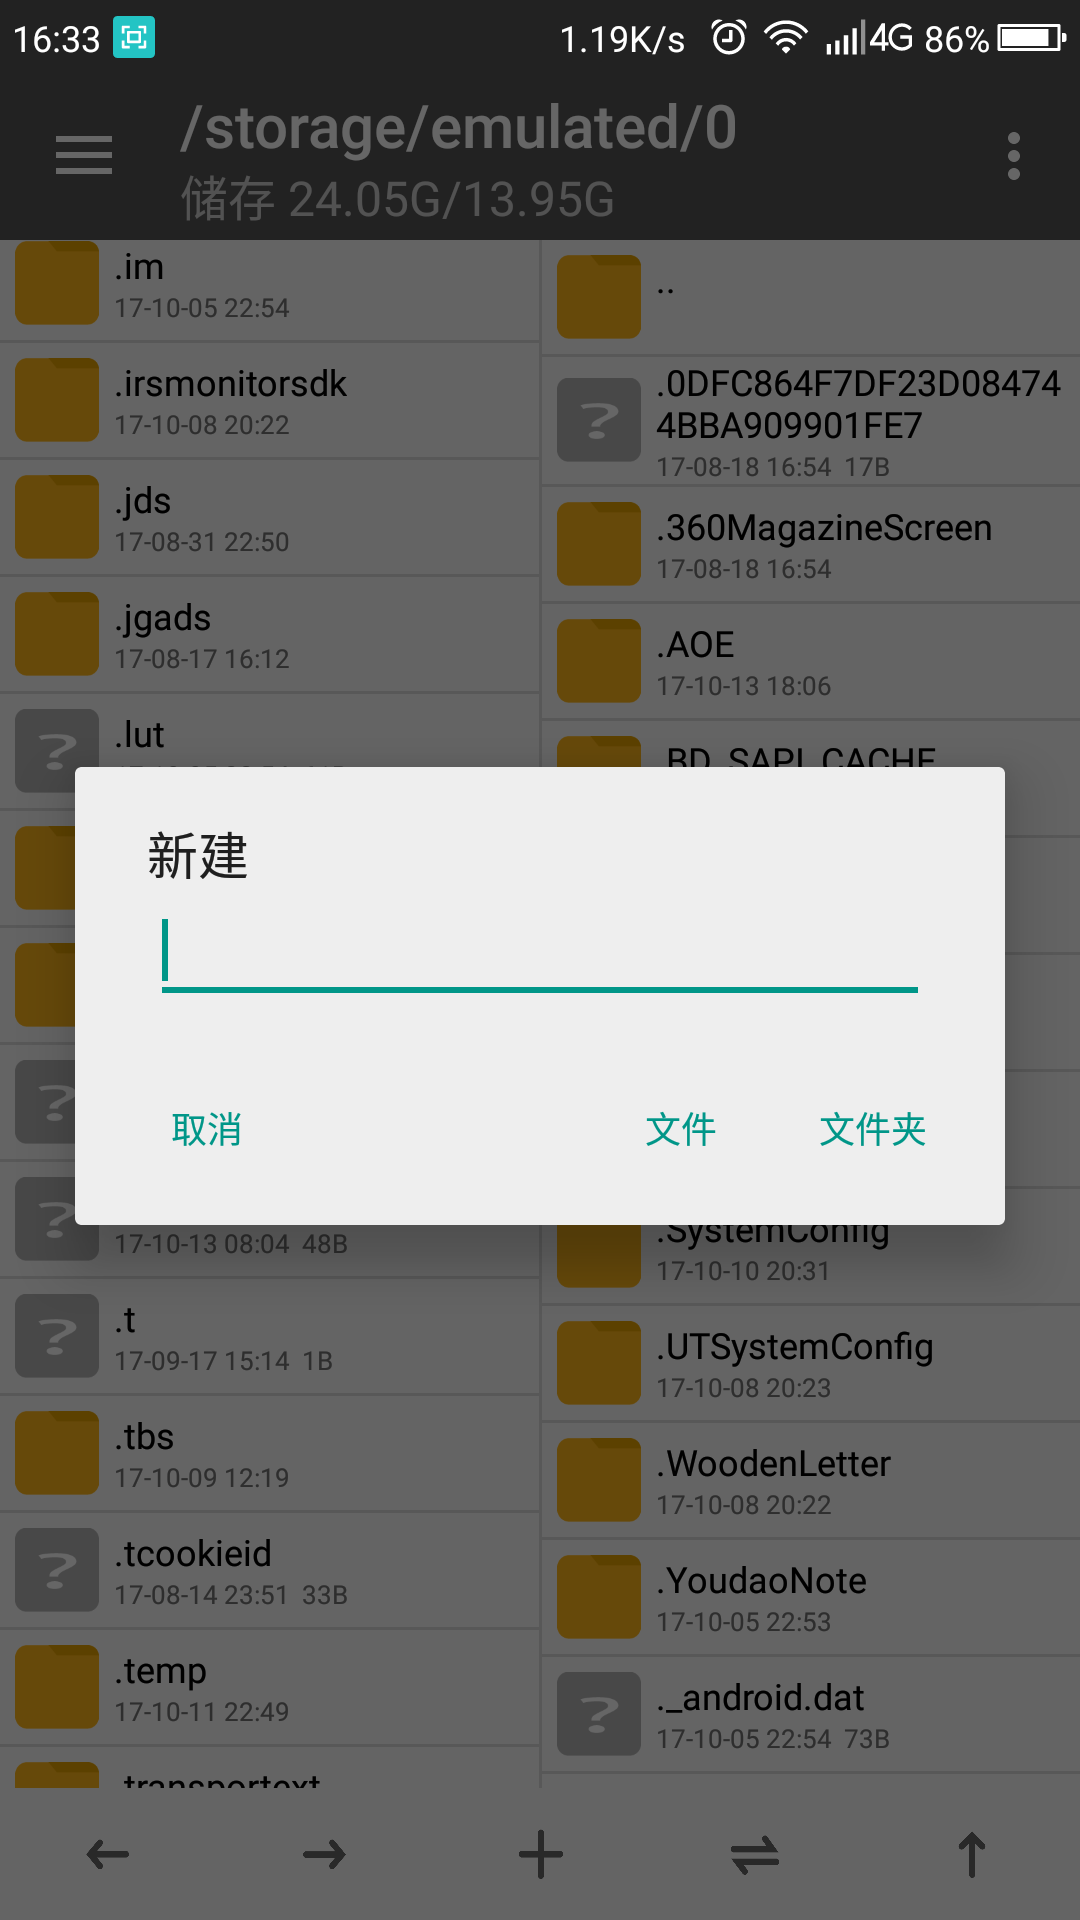 16:33
1.19K/s 4G 86%
/storage/emulated/0
储存 24.05G/13.95G
.im
17-10-05 22:54
.irsmonitorsdk
17-10-08 20:22
.jds
17-08-31 22:50
.jgads
17-08-17 16:12
.lut
..
.0DFC864F7DF23D08474
4BBA909901FE7
17-08-18 16:54 17B
.360MagazineScreen
17-08-18 16:54
.AOE
17-10-13 18:06
.BD_SAPI_CACHE
新建
取消
文件
文件夹
17-10-13 08:04 48B
.t
17-09-17 15:14 1B
.tbs
17-10-09 12:19
.tcookieid
17-08-14 23:51 33B
.temp
17-10-11 22:49
.transportext
.SystemConfig
17-10-10 20:31
.UTSystemConfig
17-10-08 20:23
.WoodenLetter
17-10-08 20:22
.YoudaoNote
17-10-05 22:53
._android.dat
17-10-05 22:54 73B